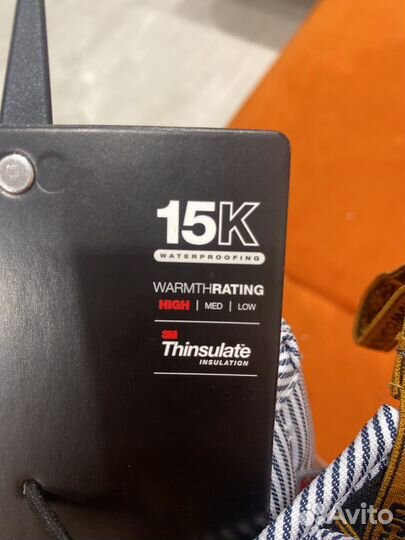 15K
WATERPROOFING
WARMTHRATING
HIGH | MED | LOW
3M
Thinsulate
INSULATION
Avito